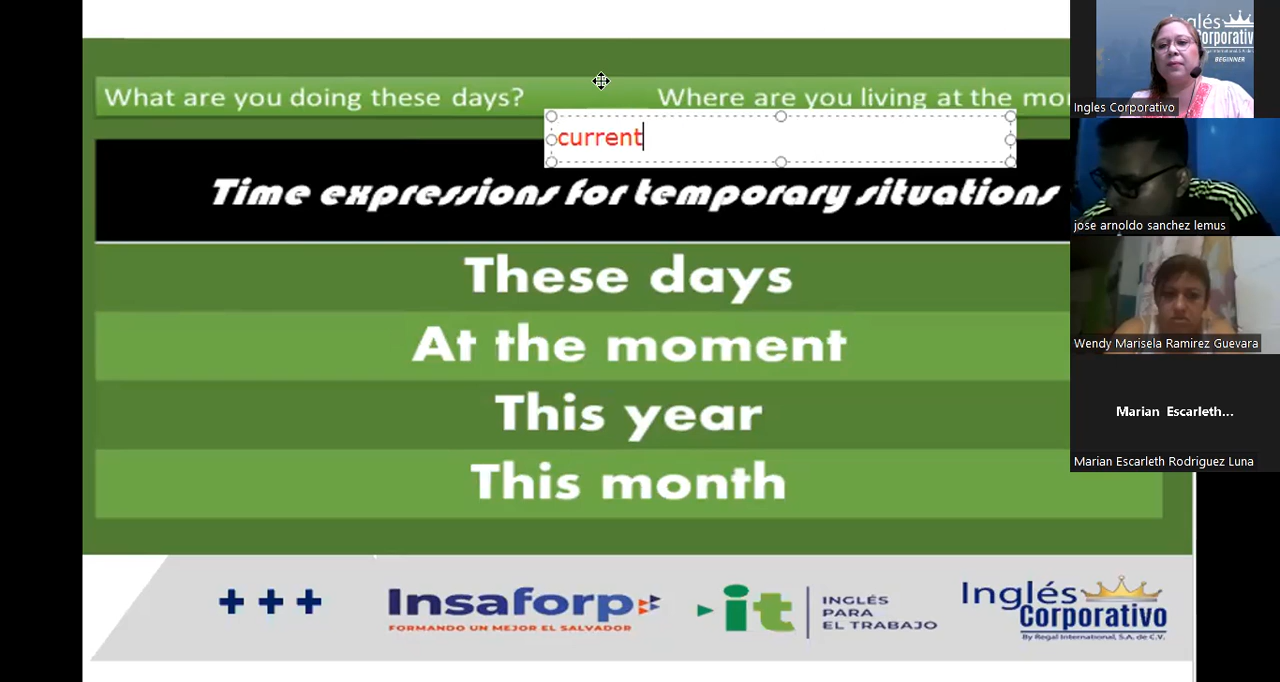 What are you doing these days?
Where are you living at the mo
current
Time expressions for temporary situations
These days
At the moment
This year
This month
Insaforp
FORMANDO UN MEJOR EL SALVADOR
it
INGLÉS
PARA
EL TRABAJO
Inglés
Corporativo
By Regal International, S.A. de C.V.
Inglés
Corporativo
BEGINNER
Ingles Corporativo
jose arnoldo sanchez lemus
Wendy Marisela Ramirez Guevara
Marian Escarleth...
Marian Escarleth Rodriguez Luna